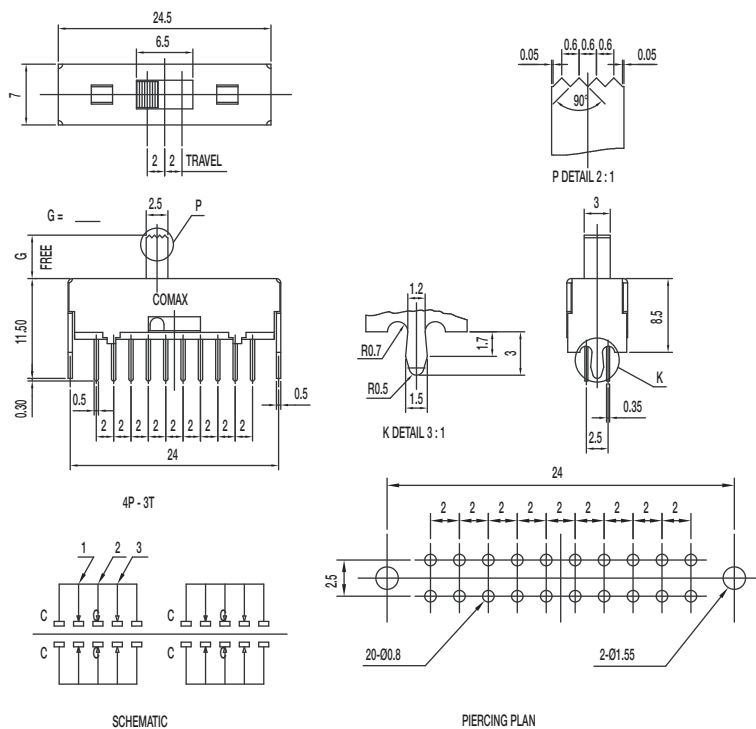 24.5
6.5
7
2 2 TRAVEL
0.05 0.6 0.6 0.6 0.05
90°
P DETAIL 2 : 1
G = ___
2.5
P
G
FREE
COMAX
11.50
0.30
0.5
0.5
2 2 2 2 2 2 2 2 2
24
1.2
R0.7
1.7
3
R0.5
1.5
K DETAIL 3 : 1
3
8.5
K
0.35
2.5
4P - 3T
1 2 3
C G
C G
SCHEMATIC
24
2 2 2 2 2 2 2 2 2
2.5
20-Ø0.8
2-Ø1.55
PIERCING PLAN